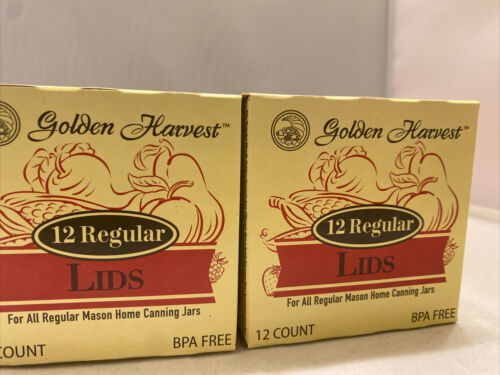 Golden Harvest™
12 Regular
LIDS
For All Regular Mason Home Canning Jars
COUNT BPA FREE
Golden Harvest™
12 Regular
LIDS
For All Regular Mason Home Canning Jars
12 COUNT BPA FREE